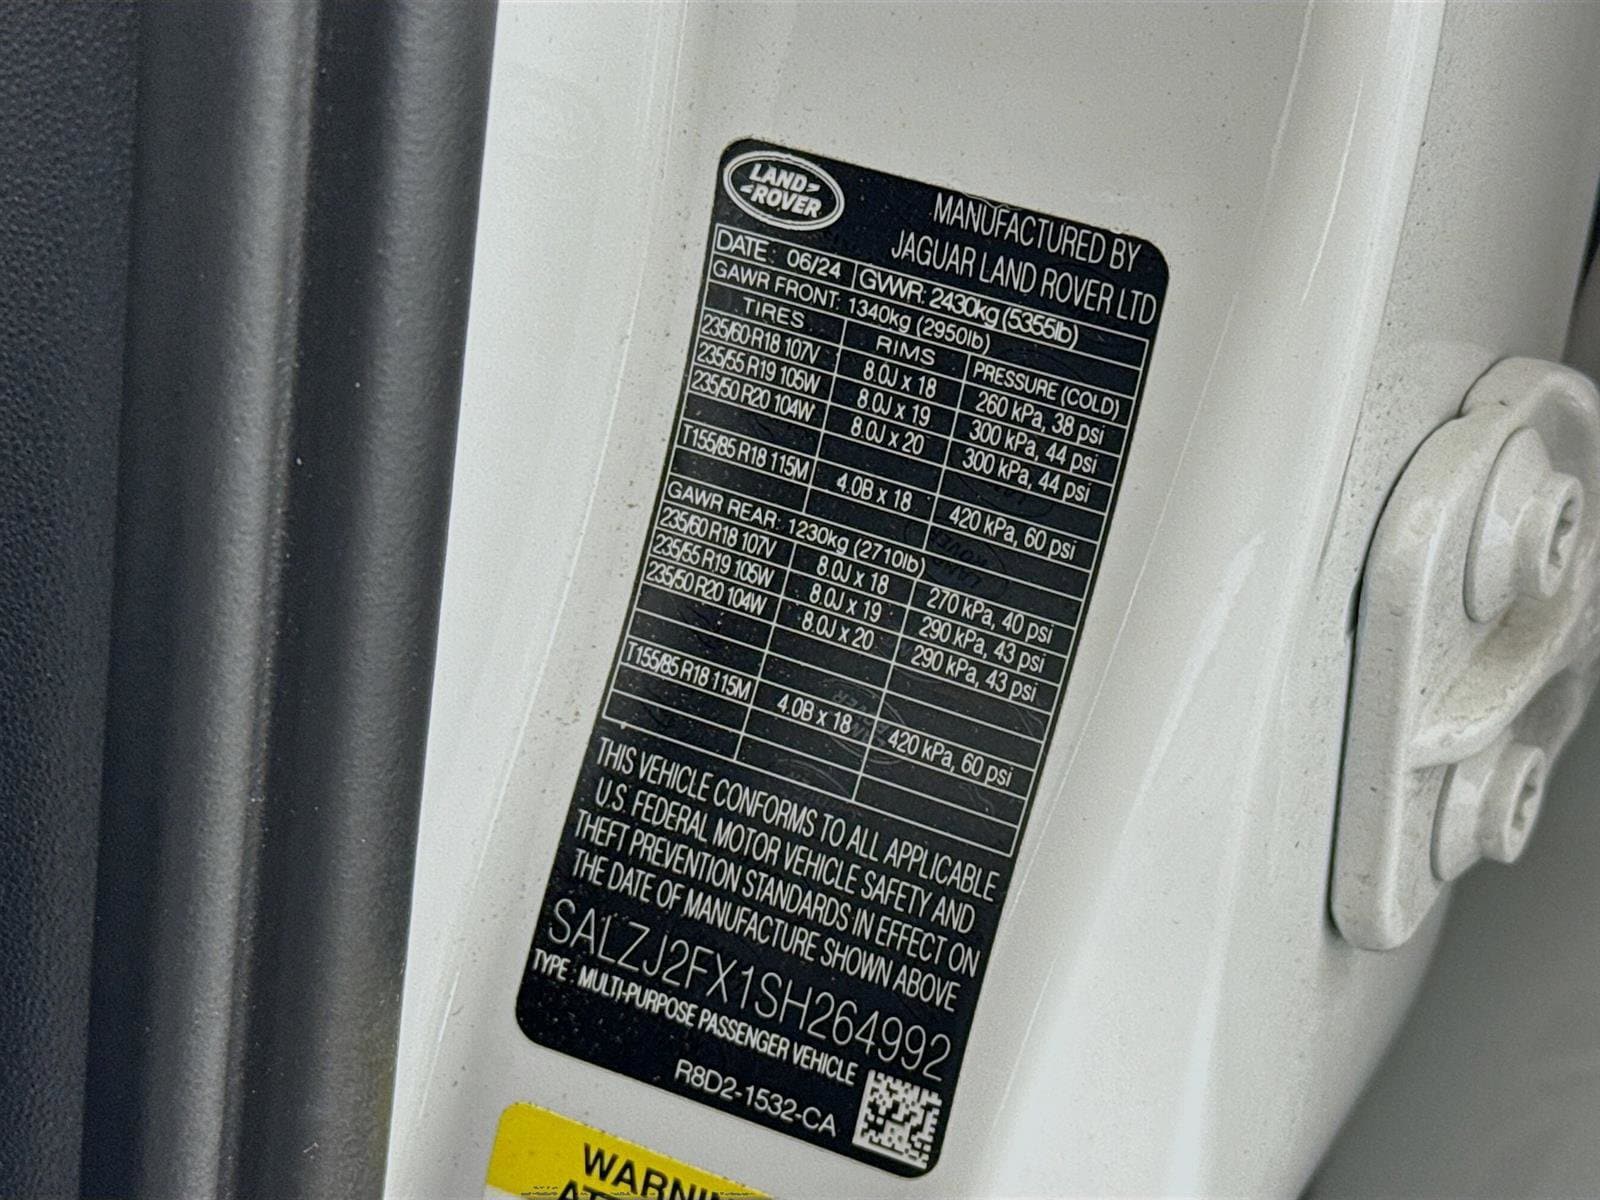 LAND
ROVER
MANUFACTURED BY
JAGUAR LAND ROVER LTD
DATE: 06/24 GVWR: 2430kg (5355lb)
GAWR FRONT: 1340kg (2950lb)
TIRES RIMS PRESSURE (COLD)
235/60 R18 107V 8.0J x 18 260 kPa, 38 psi
235/55 R19 105W 8.0J x 19 300 kPa, 44 psi
235/50 R20 104W 8.0J x 20 300 kPa, 44 psi
T155/85 R18 115M 4.0B x 18 420 kPa, 60 psi
GAWR REAR: 1230kg (2710lb)
235/60 R18 107V 8.0J x 18 270 kPa, 40 psi
235/55 R19 105W 8.0J x 19 290 kPa, 43 psi
235/50 R20 104W 8.0J x 20 290 kPa, 43 psi
T155/85 R18 115M 4.0B x 18 420 kPa, 60 psi
THIS VEHICLE CONFORMS TO ALL APPLICABLE
U.S. FEDERAL MOTOR VEHICLE SAFETY AND
THEFT PREVENTION STANDARDS IN EFFECT ON
THE DATE OF MANUFACTURE SHOWN ABOVE
SALZJ2FX1SH264992
TYPE : MULTI-PURPOSE PASSENGER VEHICLE
R8D2-1532-CA